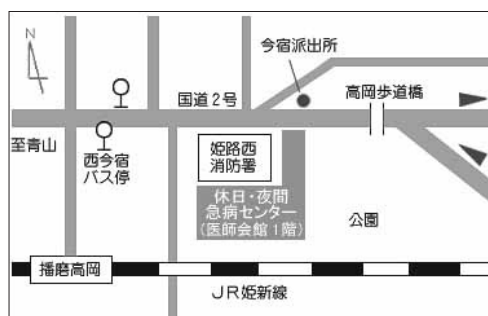 N
今宿派出所
国道2号
高岡歩道橋
至青山
西今宿
バス停
姫路西
消防署
休日・夜間
急病センター
(医師会館1階)
公園
播磨高岡
JR姫新線